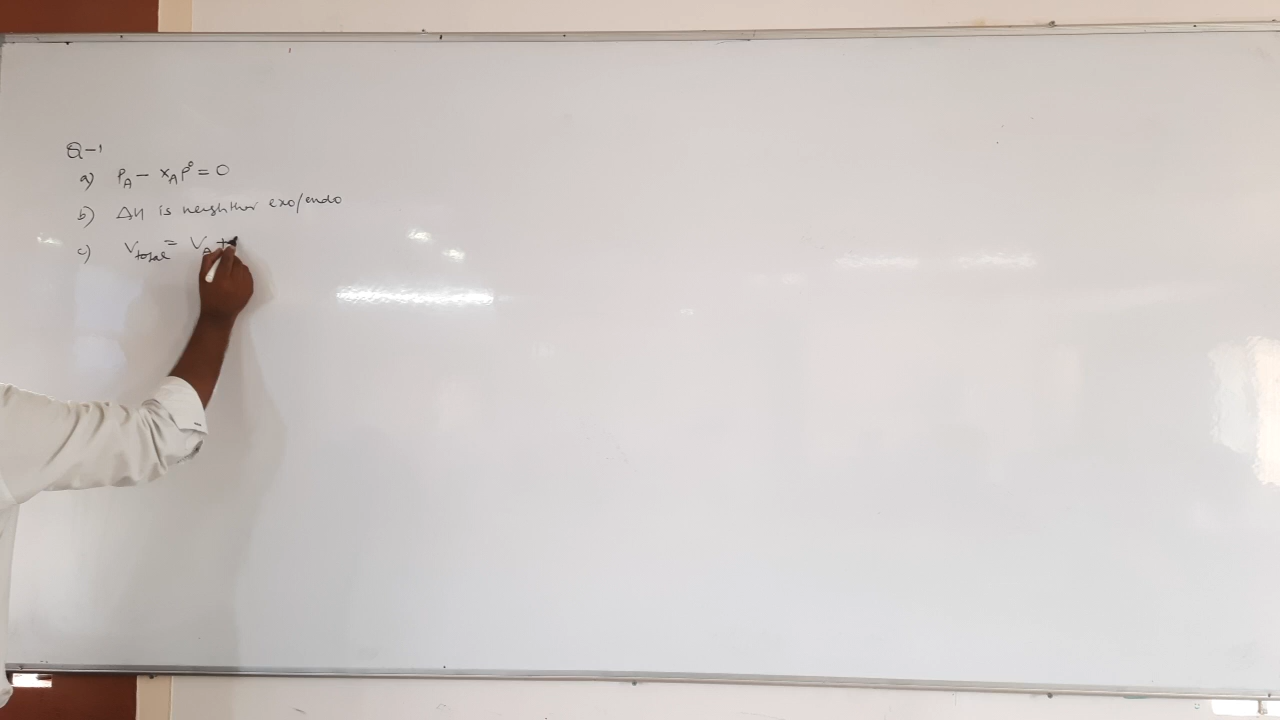 Q-1
a) P_A - x_A P° = 0
b) ΔH is neighther exo/endo
c) V_total = V_A +